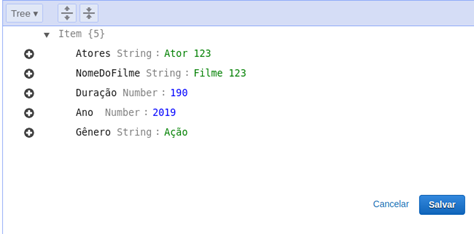 Tree ▾
Item {5}
Atores String : Ator 123
NomeDoFilme String : Filme 123
Duração Number : 190
Ano Number : 2019
Gênero String : Ação
Cancelar Salvar